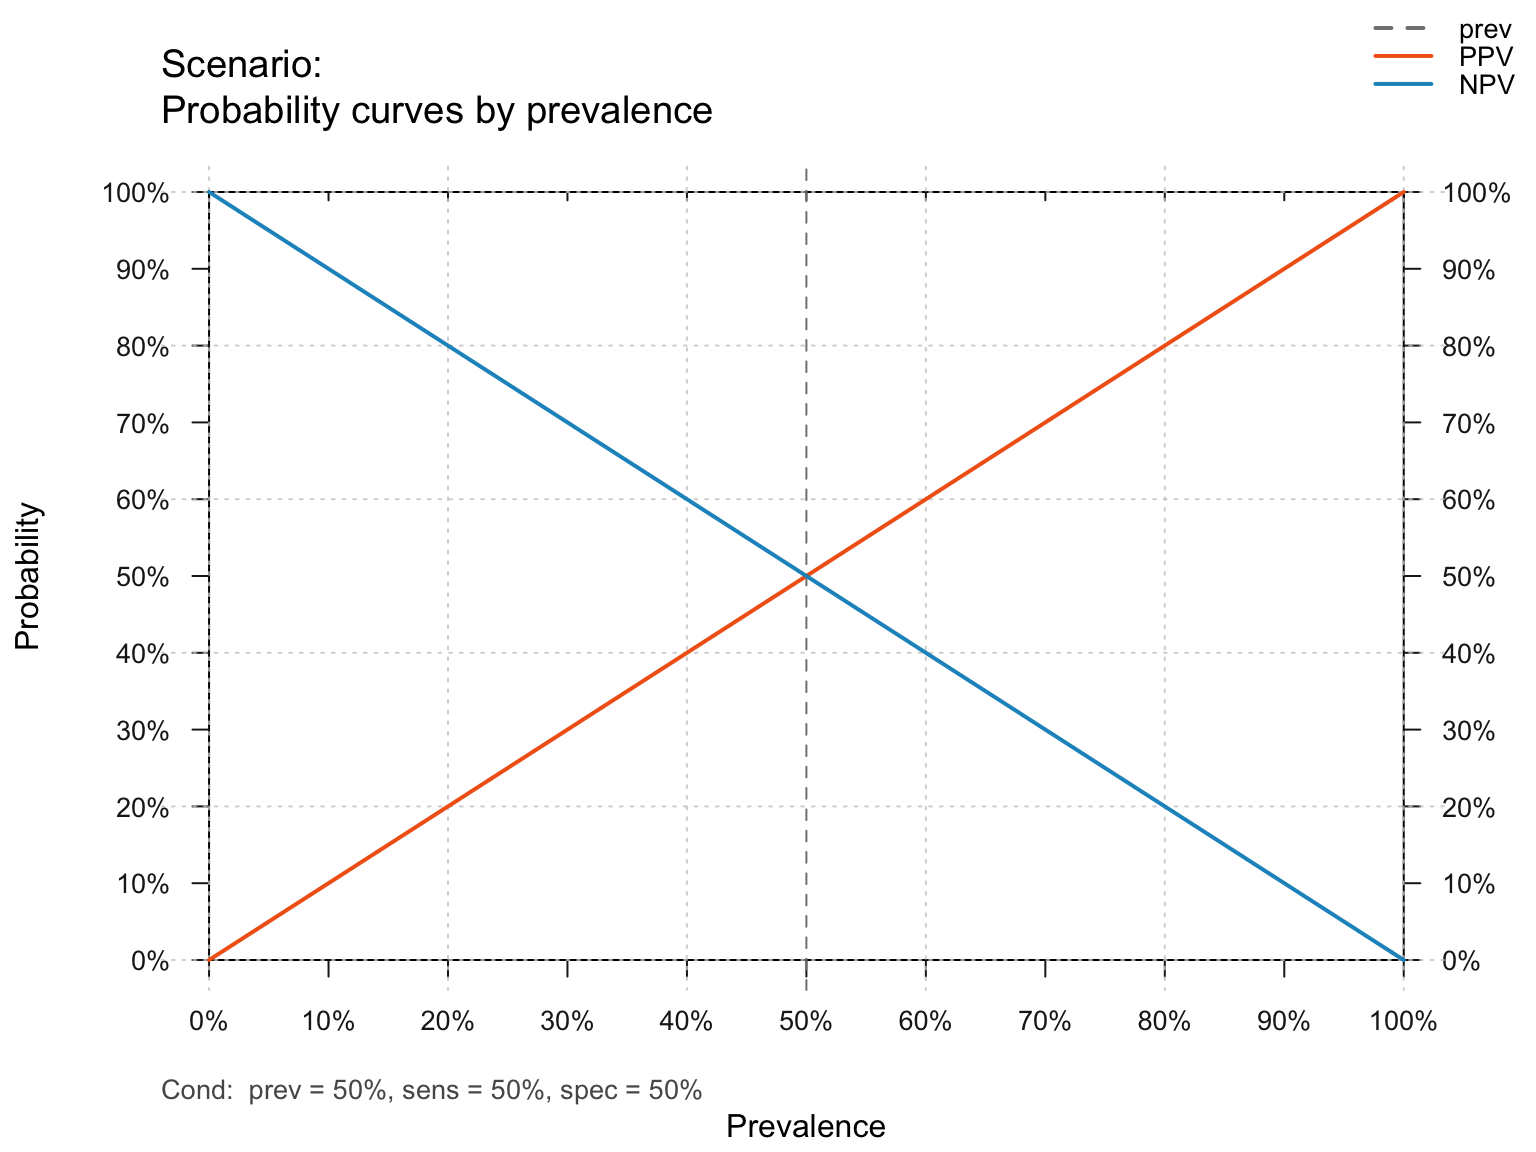 prev
PPV
NPV
Scenario:
Probability curves by prevalence
100% 100%
90% 90%
80% 80%
70% 70%
60% 60%
50% 50%
40% 40%
30% 30%
20% 20%
10% 10%
0% 0%
Probability
0% 10% 20% 30% 40% 50% 60% 70% 80% 90% 100%
Cond:  prev = 50%, sens = 50%, spec = 50%
Prevalence